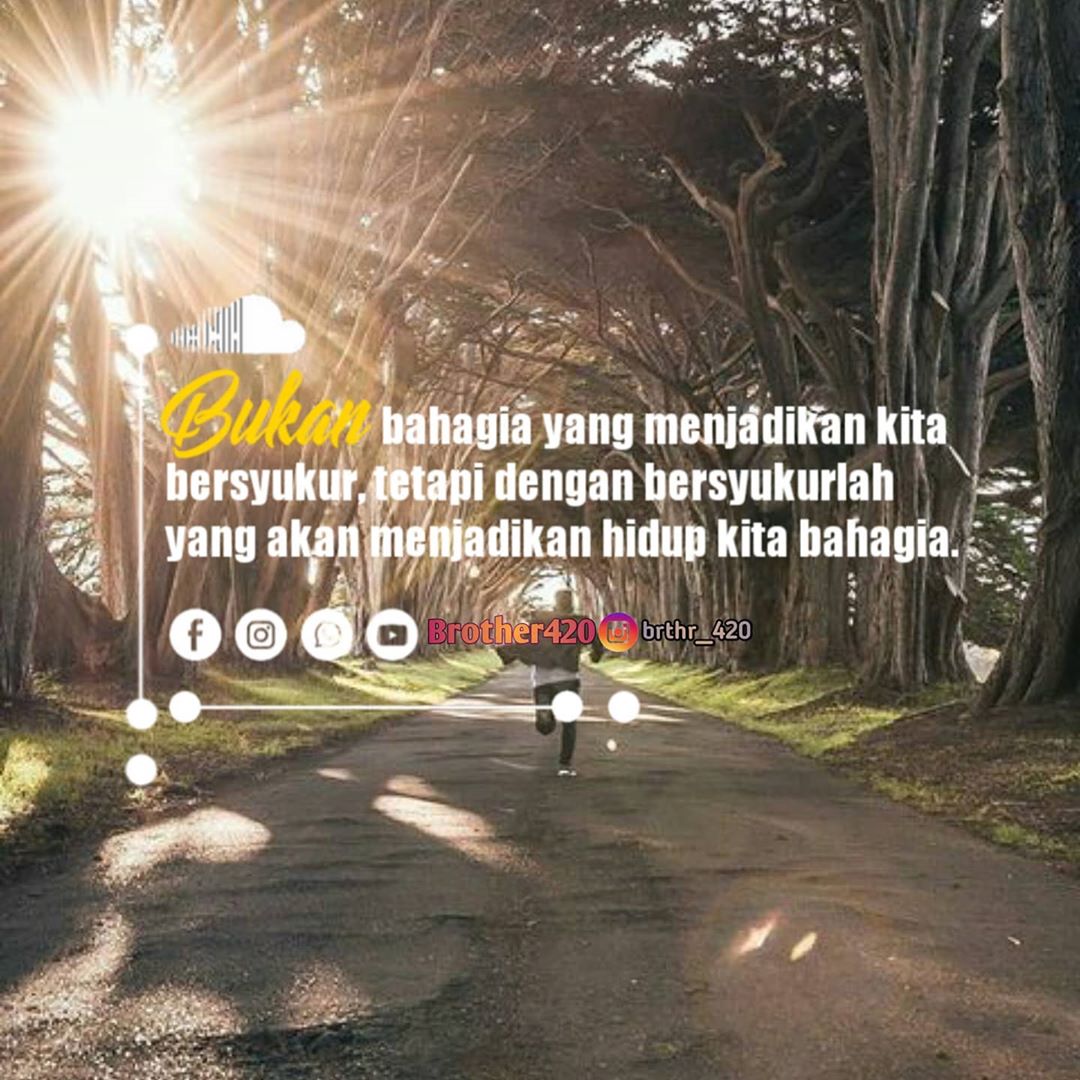 Bukan bahagia yang menjadikan kita
bersyukur, tetapi dengan bersyukurlah
yang akan menjadikan hidup kita bahagia.
Brother420 brthr_420